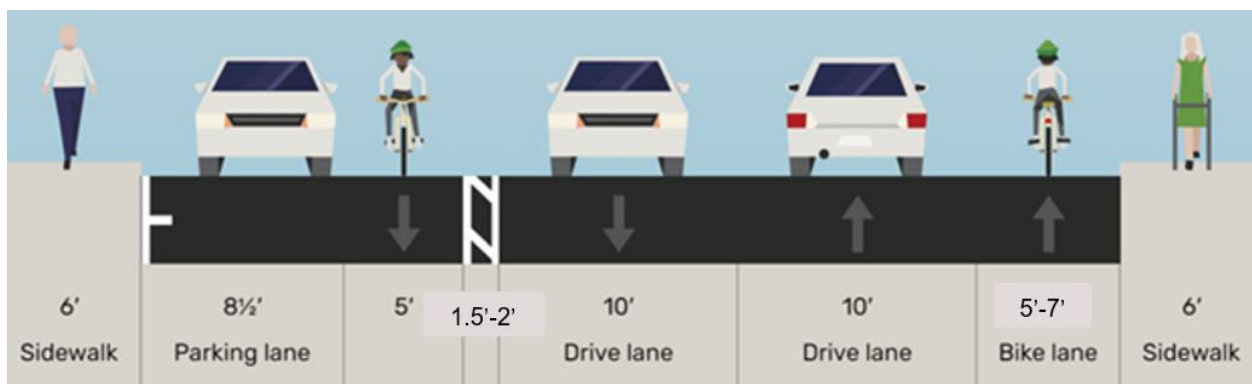 6′
Sidewalk
8½′
Parking lane
5′
1.5’-2’
10′
Drive lane
10′
Drive lane
5’-7’
Bike lane
6′
Sidewalk